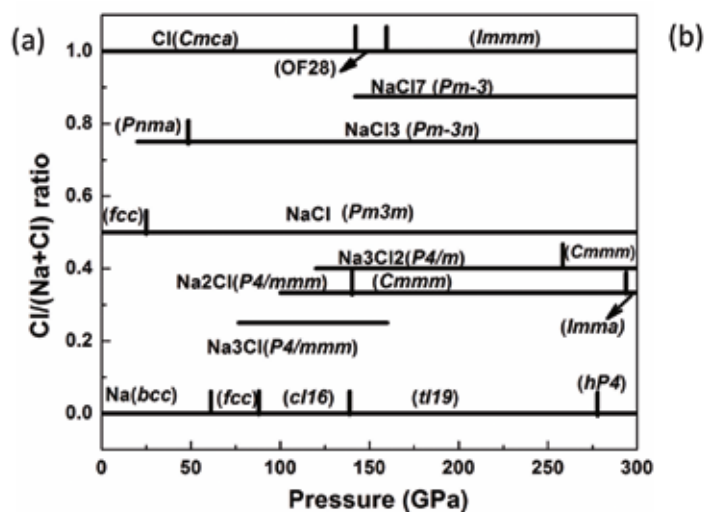 (a)
(b)
Cl/(Na+Cl) ratio
1.0
0.8
0.6
0.4
0.2
0.0
Cl(Cmca)
(Immm)
(OF28)
NaCl7 (Pm-3)
(Pnma)
NaCl3 (Pm-3n)
(fcc)
NaCl (Pm3m)
Na3Cl2(P4/m)
(Cmmm)
Na2Cl(P4/mmm)
(Cmmm)
(Imma)
Na3Cl(P4/mmm)
Na(bcc)
(fcc)
(cI16)
(tI19)
(hP4)
0
50
100
150
200
250
300
Pressure (GPa)